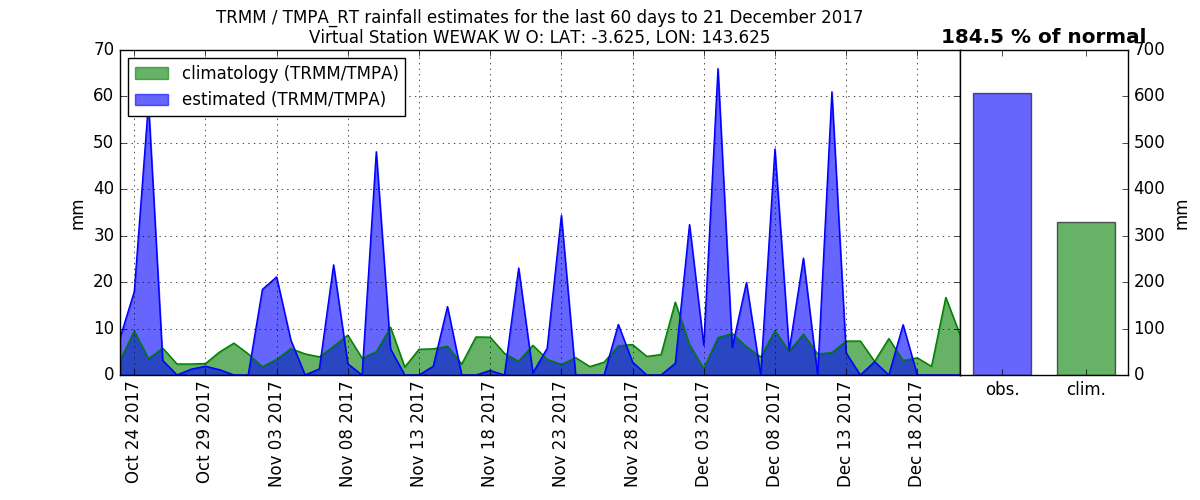 TRMM / TMPA_RT rainfall estimates for the last 60 days to 21 December 2017
Virtual Station WEWAK W O: LAT: -3.625, LON: 143.625
184.5 % of normal
climatology (TRMM/TMPA)
estimated (TRMM/TMPA)
70
60
50
40
30
20
10
0
mm
700
600
500
400
300
200
100
0
mm
obs.
clim.
Oct 24 2017
Oct 29 2017
Nov 03 2017
Nov 08 2017
Nov 13 2017
Nov 18 2017
Nov 23 2017
Nov 28 2017
Dec 03 2017
Dec 08 2017
Dec 13 2017
Dec 18 2017